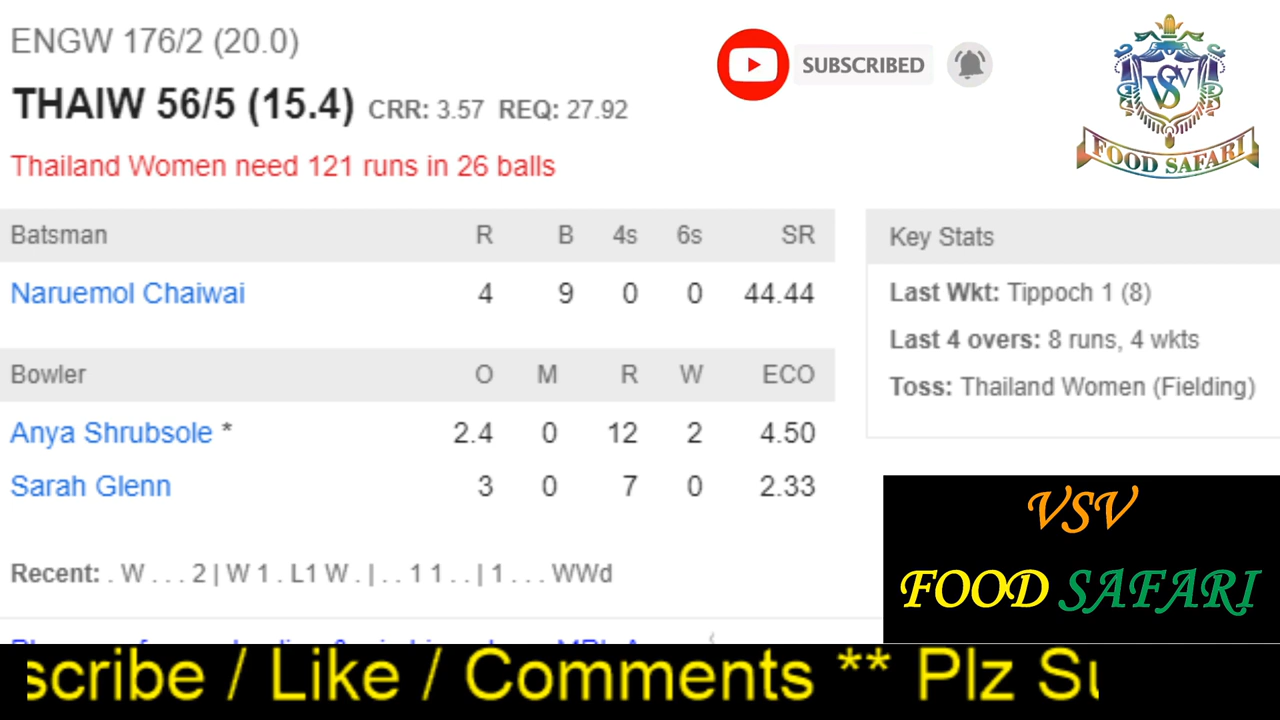 ENGW 176/2 (20.0)
THAIW 56/5 (15.4) CRR: 3.57 REQ: 27.92
Thailand Women need 121 runs in 26 balls
SUBSCRIBED
VSV
FOOD SAFARI
Batsman R B 4s 6s SR
Naruemol Chaiwai 4 9 0 0 44.44
Bowler O M R W ECO
Anya Shrubsole * 2.4 0 12 2 4.50
Sarah Glenn 3 0 7 0 2.33
Recent: . W . . . 2 | W 1 . L1 W . | . . 1 1 . . | 1 . . . WWd
Key Stats
Last Wkt: Tippoch 1 (8)
Last 4 overs: 8 runs, 4 wkts
Toss: Thailand Women (Fielding)
VSV
FOOD SAFARI
scribe / Like / Comments ** Plz Su